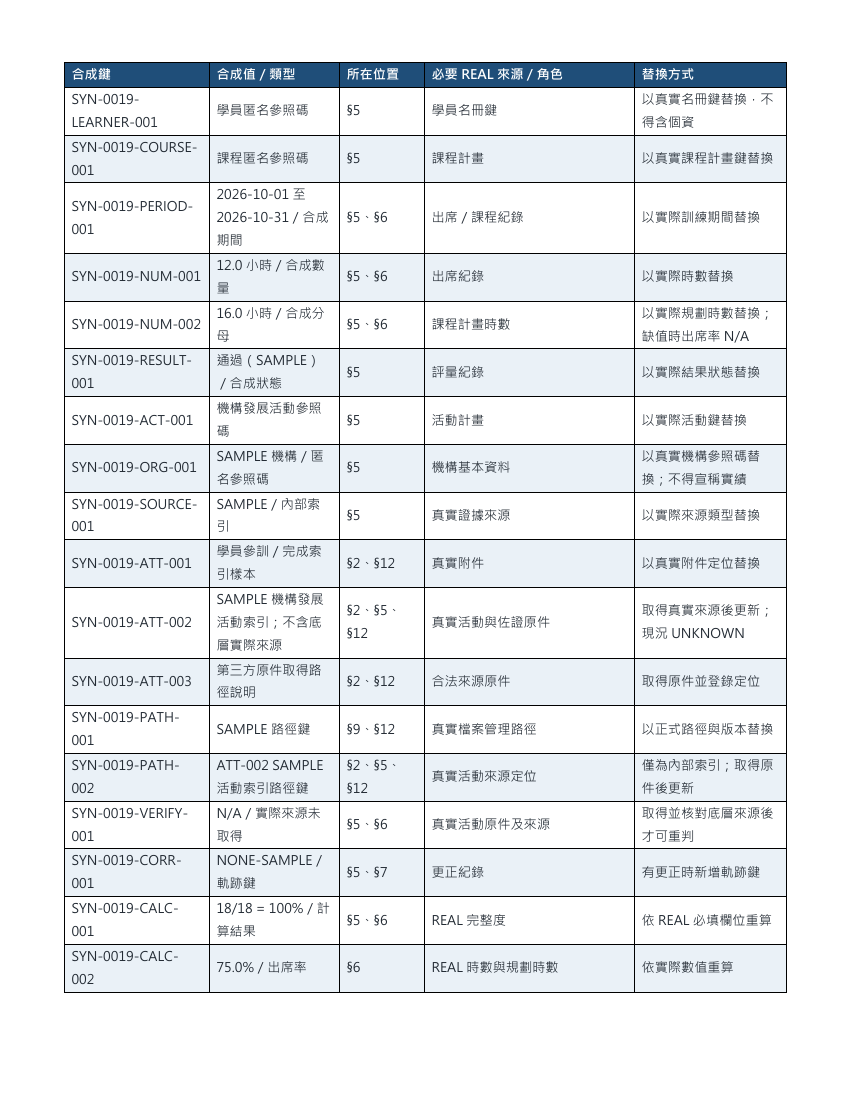 合成鍵 合成值 / 類型 所在位置 必要 REAL 來源 / 角色 替換方式
SYN-0019-
LEARNER-001
學員匿名參照碼
§5
學員名冊鍵
以真實名冊鍵替換，不
得含個資
SYN-0019-COURSE-
001
課程匿名參照碼
§5
課程計畫
以真實課程計畫鍵替換
SYN-0019-PERIOD-
001
2026-10-01 至
2026-10-31 / 合成
期間
§5、§6
出席 / 課程紀錄
以實際訓練期間替換
SYN-0019-NUM-001
12.0 小時 / 合成數
量
§5、§6
出席紀錄
以實際時數替換
SYN-0019-NUM-002
16.0 小時 / 合成分
母
§5、§6
課程計畫時數
以實際規劃時數替換；
缺值時出席率 N/A
SYN-0019-RESULT-
001
通過（SAMPLE）
/ 合成狀態
§5
評量紀錄
以實際結果狀態替換
SYN-0019-ACT-001
機構發展活動參照
碼
§5
活動計畫
以實際活動鍵替換
SYN-0019-ORG-001
SAMPLE 機構 / 匿
名參照碼
§5
機構基本資料
以真實機構參照碼替
換；不得宣稱實績
SYN-0019-SOURCE-
001
SAMPLE / 內部索
引
§5
真實證據來源
以實際來源類型替換
SYN-0019-ATT-001
學員參訓 / 完成索
引樣本
§2、§12
真實附件
以真實附件定位替換
SYN-0019-ATT-002
SAMPLE 機構發展
活動索引；不含底
層實際來源
§2、§5、
§12
真實活動與佐證原件
取得真實來源後更新；
現況 UNKNOWN
SYN-0019-ATT-003
第三方原件取得路
徑說明
§2、§12
合法來源原件
取得原件並登錄定位
SYN-0019-PATH-
001
SAMPLE 路徑鍵
§9、§12
真實檔案管理路徑
以正式路徑與版本替換
SYN-0019-PATH-
002
ATT-002 SAMPLE
活動索引路徑鍵
§2、§5、
§12
真實活動來源定位
僅為內部索引；取得原
件後更新
SYN-0019-VERIFY-
001
N/A / 實際來源未
取得
§5、§6
真實活動原件及來源
取得並核對底層來源後
才可重判
SYN-0019-CORR-
001
NONE-SAMPLE /
軌跡鍵
§5、§7
更正紀錄
有更正時新增軌跡鍵
SYN-0019-CALC-
001
18/18 = 100% / 計
算結果
§5、§6
REAL 完整度
依 REAL 必填欄位重算
SYN-0019-CALC-
002
75.0% / 出席率
§6
REAL 時數與規劃時數
依實際數值重算